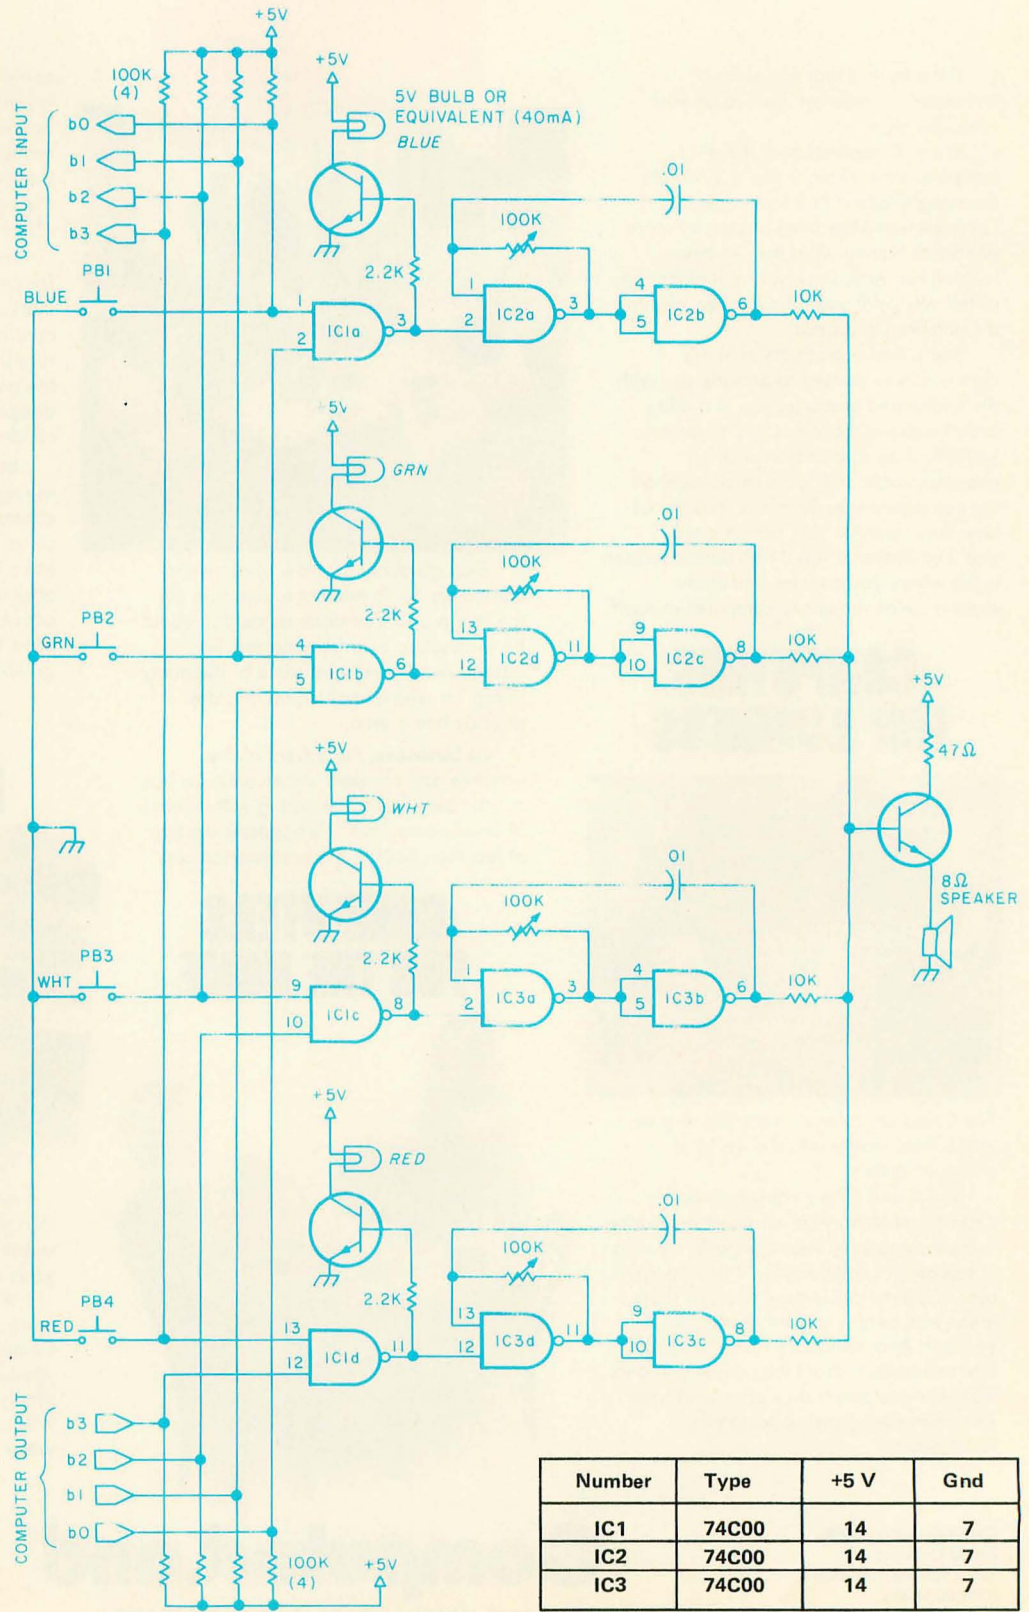 +5V
100K
(4)
COMPUTER INPUT
b0
b1
b2
b3
+5V
5V BULB OR
EQUIVALENT (40mA)
BLUE
.01
100K
2.2K
PB1
BLUE
1
2
IC1a
3
1
2
IC2a
3
4
5
IC2b
6
10K
+5V
GRN
.01
100K
2.2K
PB2
GRN
4
5
IC1b
6
13
12
IC2d
11
9
10
IC2c
8
10K
+5V
47Ω
8Ω
SPEAKER
+5V
WHT
.01
100K
2.2K
PB3
WHT
9
10
IC1c
8
1
2
IC3a
3
4
5
IC3b
6
10K
+5V
RED
.01
100K
2.2K
PB4
RED
13
12
IC1d
11
13
12
IC3d
11
9
10
IC3c
8
10K
COMPUTER OUTPUT
b3
b2
b1
b0
100K
(4)
+5V
Number Type +5 V Gnd
IC1 74C00 14 7
IC2 74C00 14 7
IC3 74C00 14 7